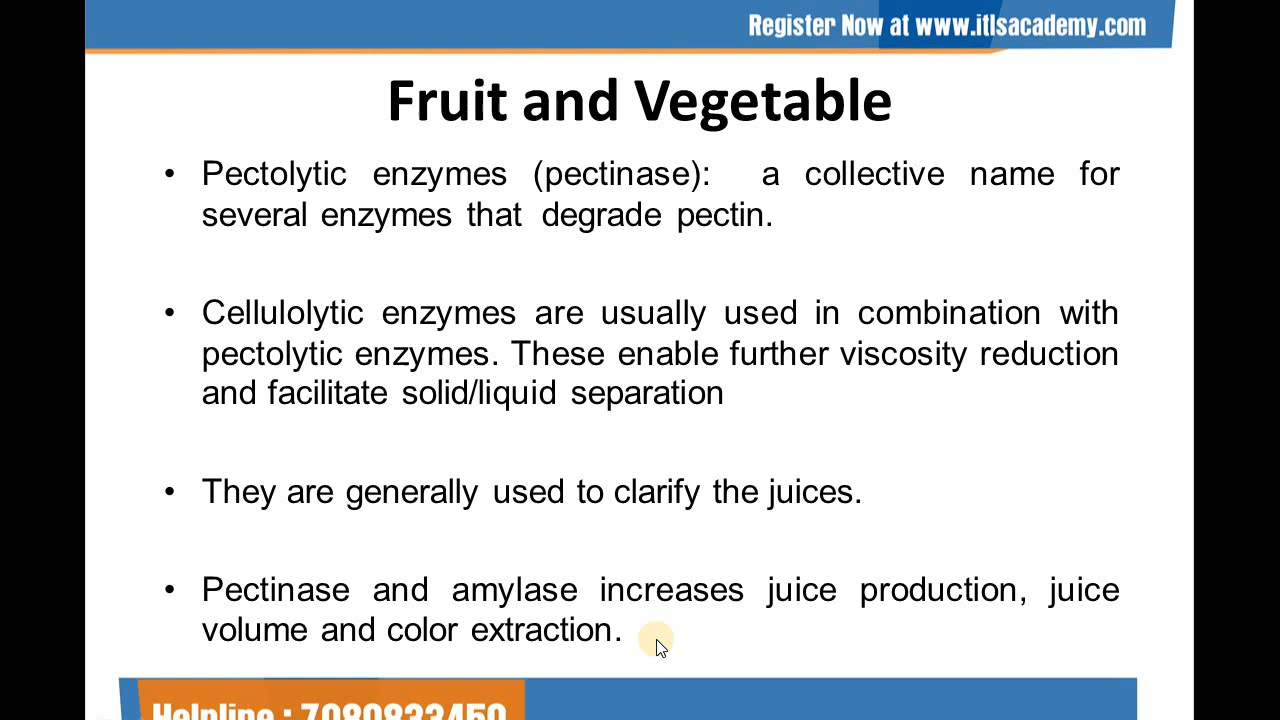 Register Now at www.itlsacademy.com
Fruit and Vegetable
• Pectolytic enzymes (pectinase): a collective name for
several enzymes that degrade pectin.
• Cellulolytic enzymes are usually used in combination with
pectolytic enzymes. These enable further viscosity reduction
and facilitate solid/liquid separation
• They are generally used to clarify the juices.
• Pectinase and amylase increases juice production, juice
volume and color extraction.
Helpline : 7080833450